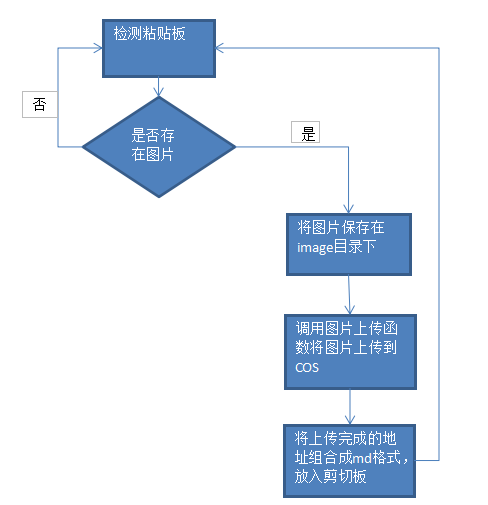 检测粘贴板
否
是否存
在图片
是
将图片保存在
image目录下
调用图片上传函
数将图片上传到
COS
将上传完成的地
址组合成md格式，
放入剪切板